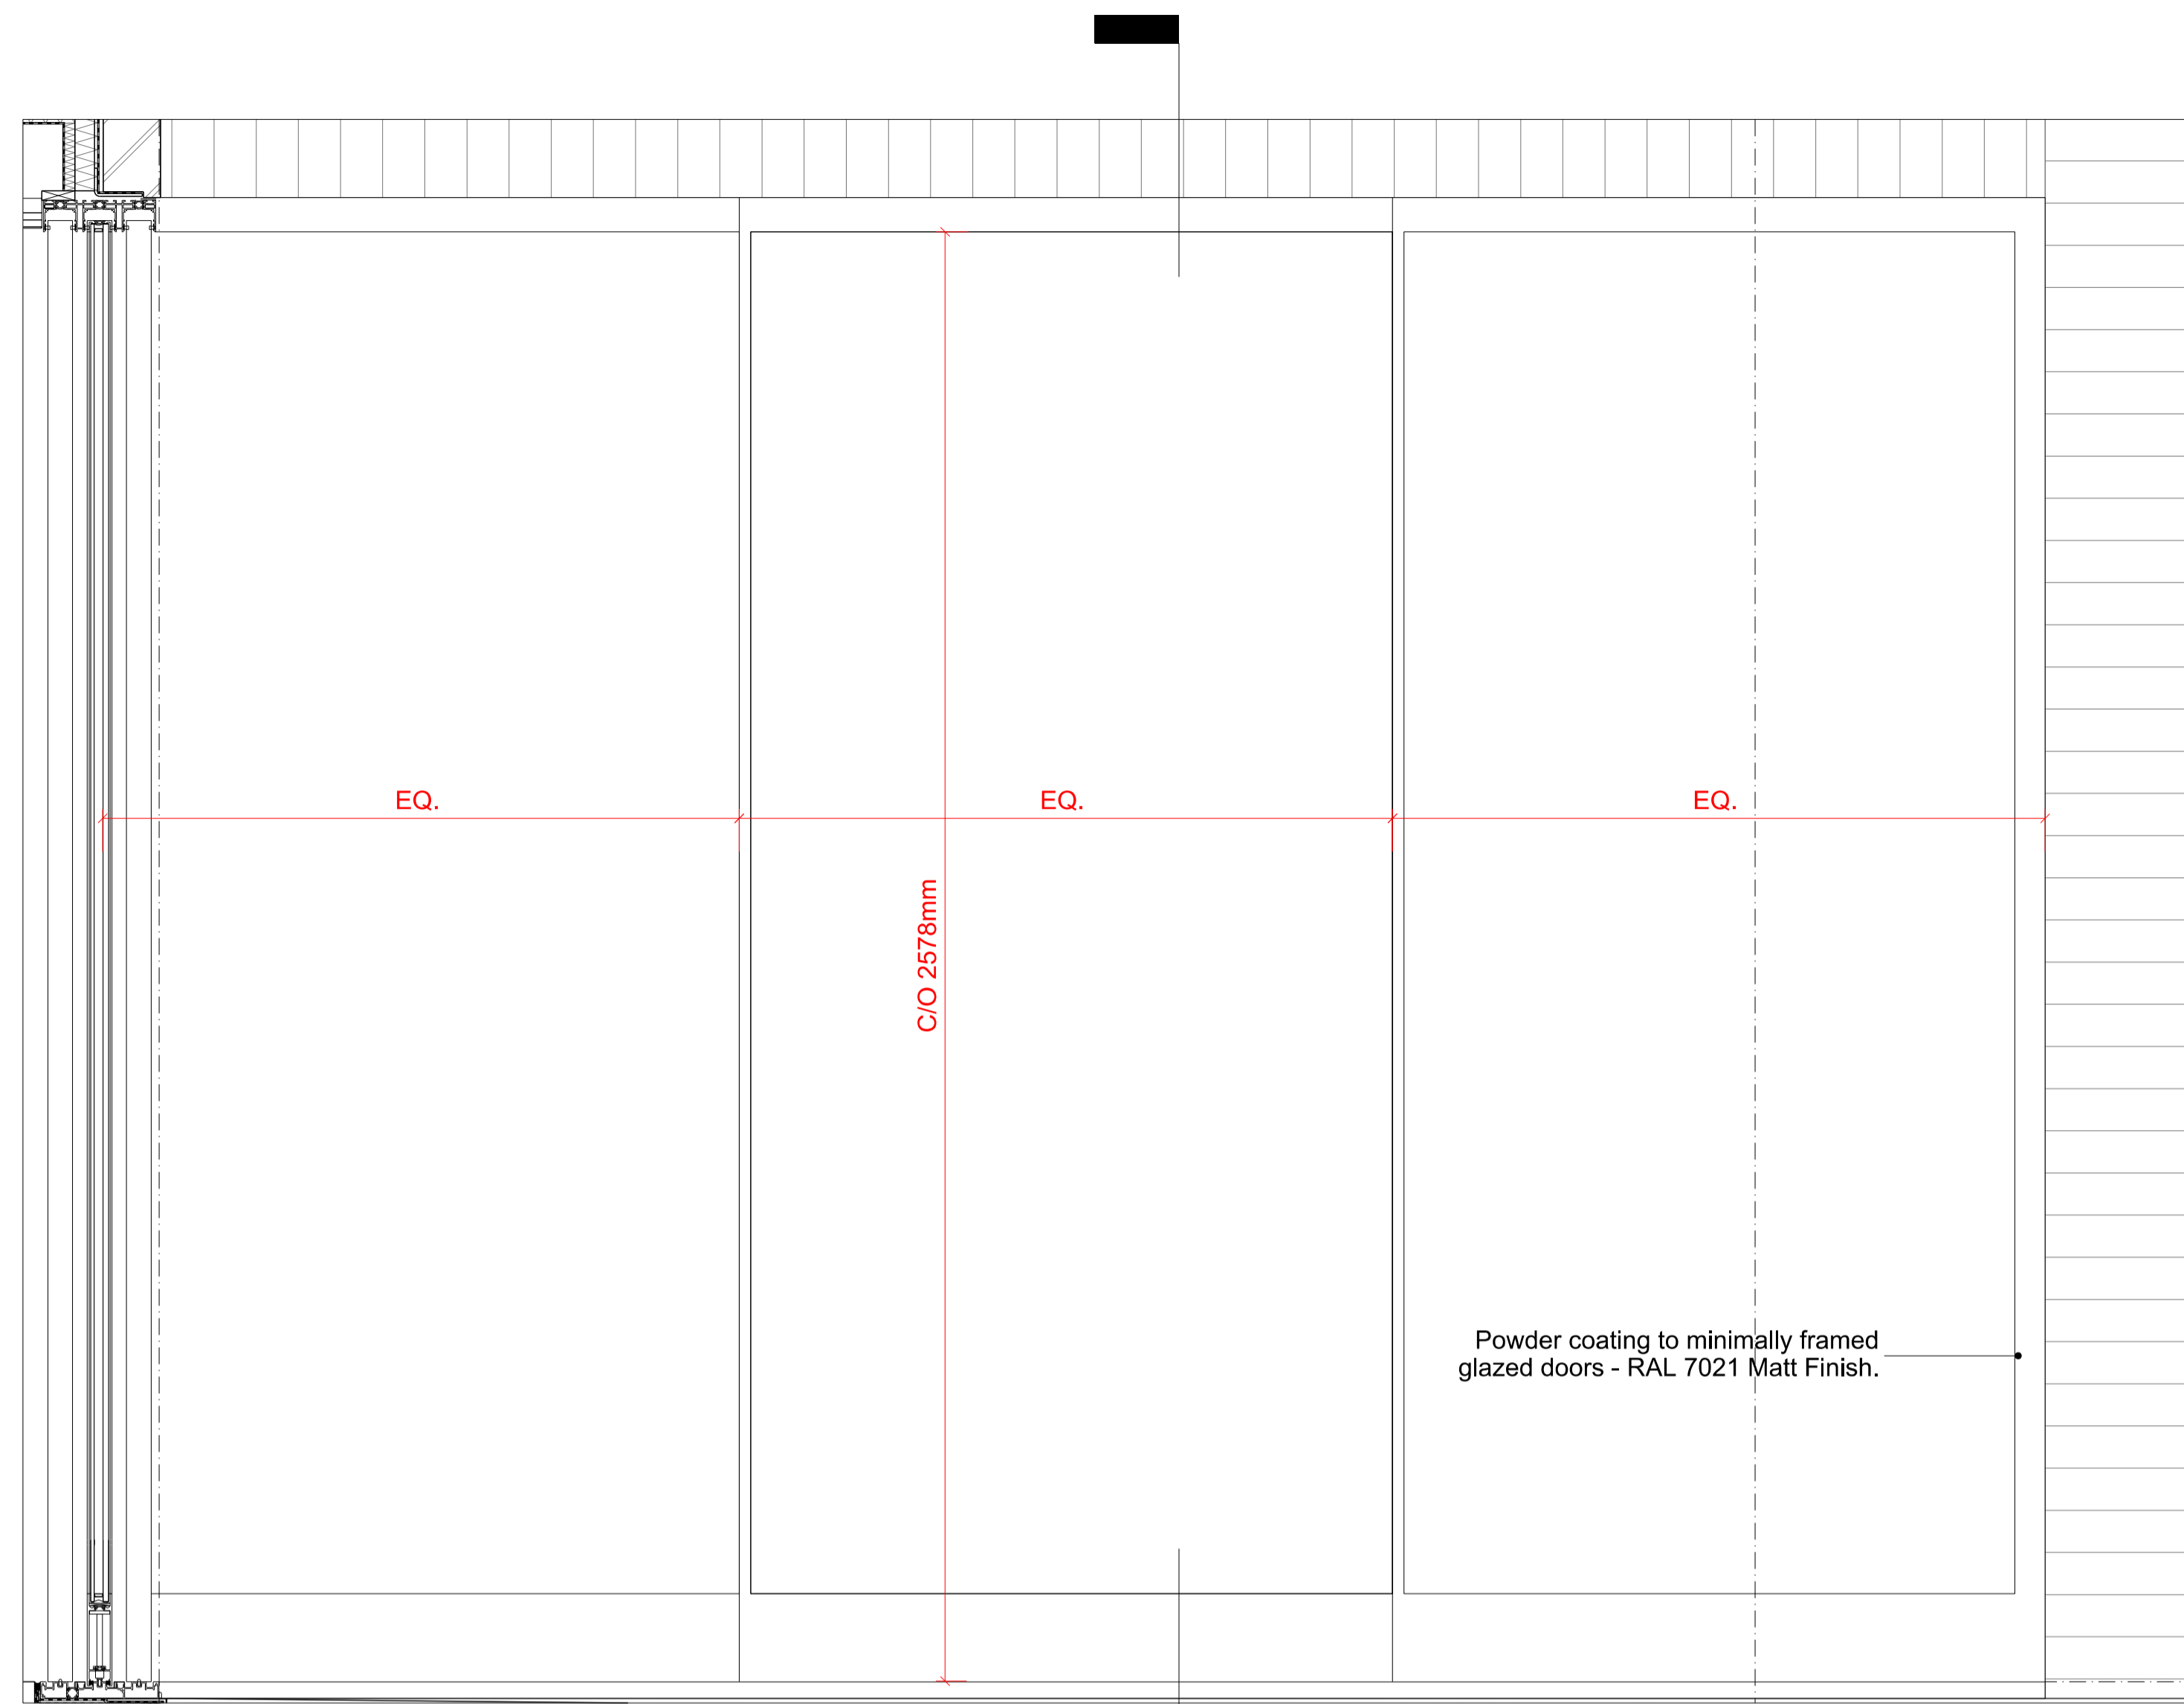 EQ.
EQ.
EQ.
C/O 2578mm
Powder coating to minimally framed
glazed doors - RAL 7021 Matt Finish.